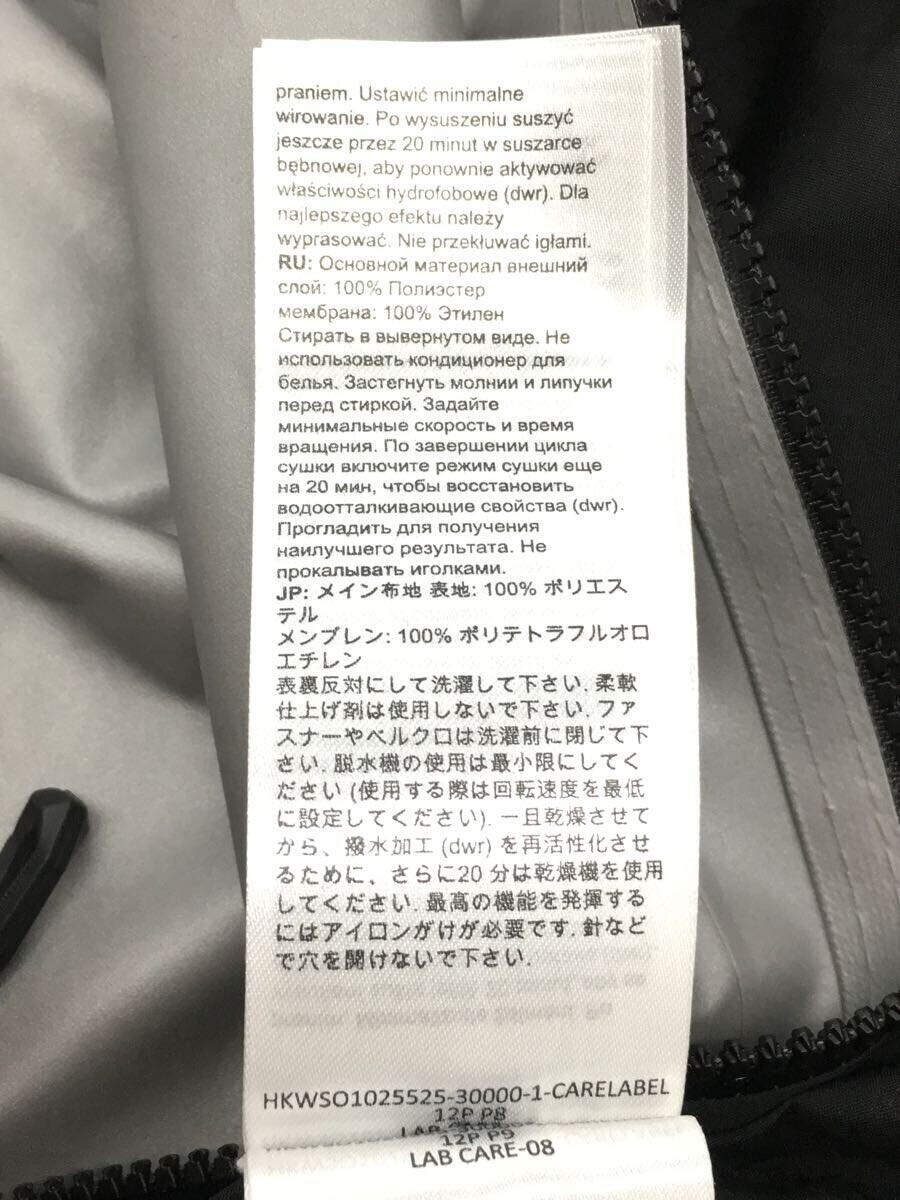 praniem. Ustawić minimalne
wirowanie. Po wysuszeniu suszyć
jeszcze przez 20 minut w suszarce
bębnowej, aby ponownie aktywować
właściwości hydrofobowe (dwr). Dla
najlepszego efektu należy
wyprasować. Nie przekłuwać igłami.
RU: Основной материал внешний
слой: 100% Полиэстер
мембрана: 100% Этилен
Стирать в вывернутом виде. Не
использовать кондиционер для
белья. Застегнуть молнии и липучки
перед стиркой. Задайте
минимальные скорость и время
вращения. По завершении цикла
сушки включите режим сушки еще
на 20 мин, чтобы восстановить
водоотталкивающие свойства (dwr).
Прогладить для получения
наилучшего результата. Не
прокалывать иголками.
JP: メイン布地 表地: 100% ポリエス
テル
メンブレン: 100% ポリテトラフルオロ
エチレン
表裏反対にして洗濯して下さい. 柔軟
仕上げ剤は使用しないで下さい. ファ
スナーやベルクロは洗濯前に閉じて下
さい. 脱水機の使用は最小限にしてく
ださい (使用する際は回転速度を最低
に設定してください). 一旦乾燥させて
から、撥水加工 (dwr) を再活性化させ
るために、さらに20 分は乾燥機を使用
してください. 最高の機能を発揮する
にはアイロンがけが必要です. 針など
で穴を開けないで下さい.
HKWSO1025525-30000-1-CARELABEL
12P P8
12P P9
LAB CARE-08